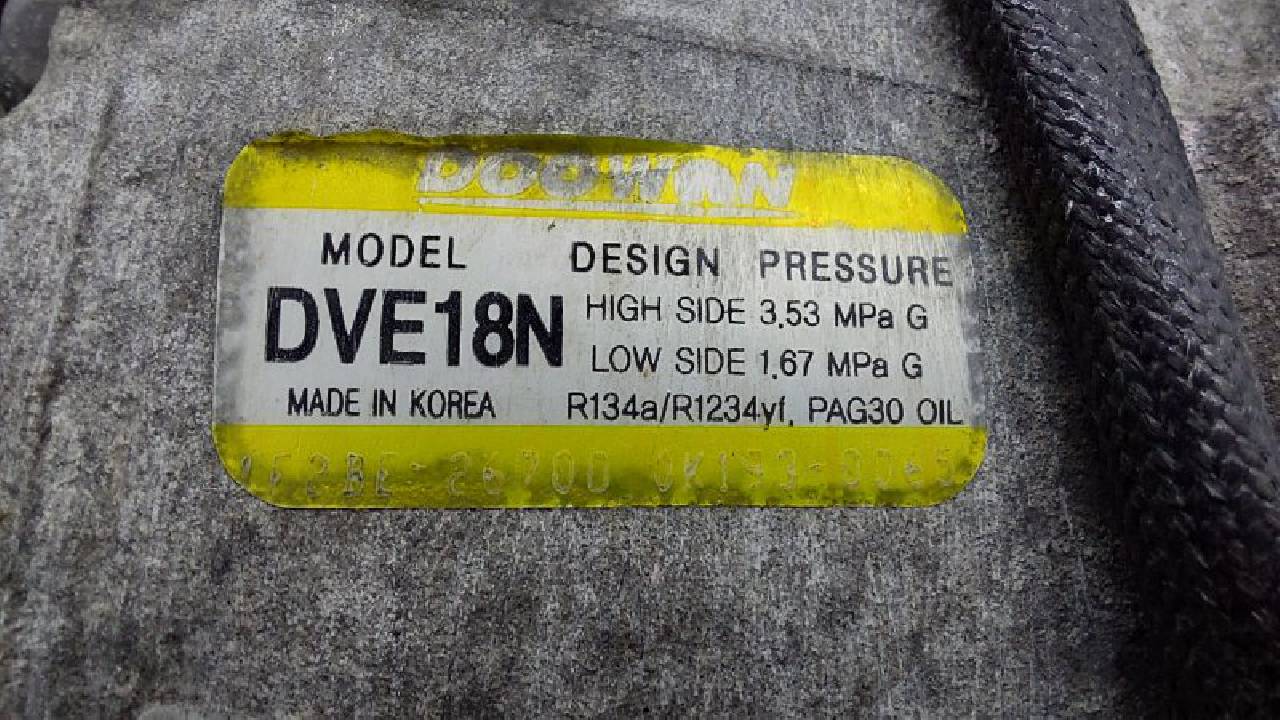 DOOWON
MODEL
DVE18N
MADE IN KOREA
DESIGN PRESSURE
HIGH SIDE 3.53 MPa G
LOW SIDE 1.67 MPa G
R134a/R1234yf, PAG30 OIL